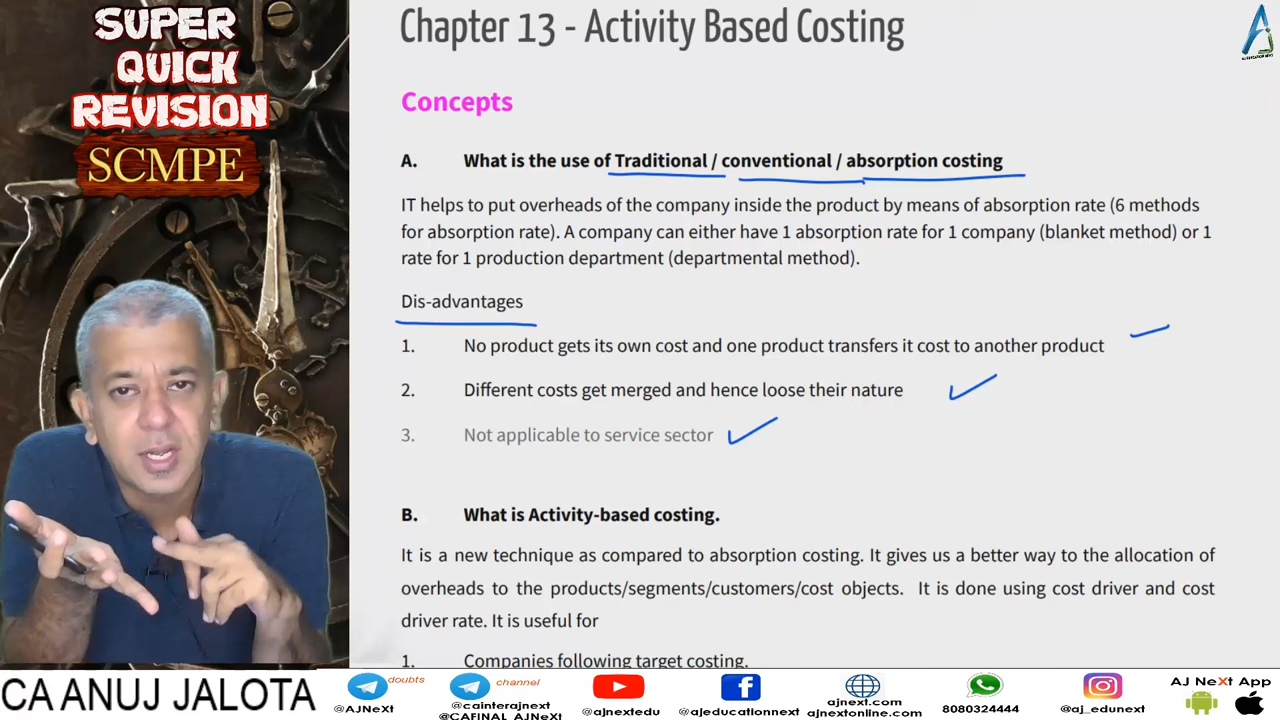 SUPER
QUICK
REVISION
SCMPE
Chapter 13 - Activity Based Costing
Concepts
A. What is the use of Traditional / conventional / absorption costing
IT helps to put overheads of the company inside the product by means of absorption rate (6 methods
for absorption rate). A company can either have 1 absorption rate for 1 company (blanket method) or 1
rate for 1 production department (departmental method).
Dis-advantages
1. No product gets its own cost and one product transfers it cost to another product
2. Different costs get merged and hence loose their nature
3. Not applicable to service sector
B. What is Activity-based costing.
It is a new technique as compared to absorption costing. It gives us a better way to the allocation of
overheads to the products/segments/customers/cost objects. It is done using cost driver and cost
driver rate. It is useful for
1. Companies following target costing.
CA ANUJ JALOTA
doubts
@AJNeXt
channel
@cainterajnext
@CAFINAL_AJNeXt
@ajnextedu
@ajeducationnext
ajnext.com
ajnextonline.com
8080324444
@aj_edunext
AJ NeXt App